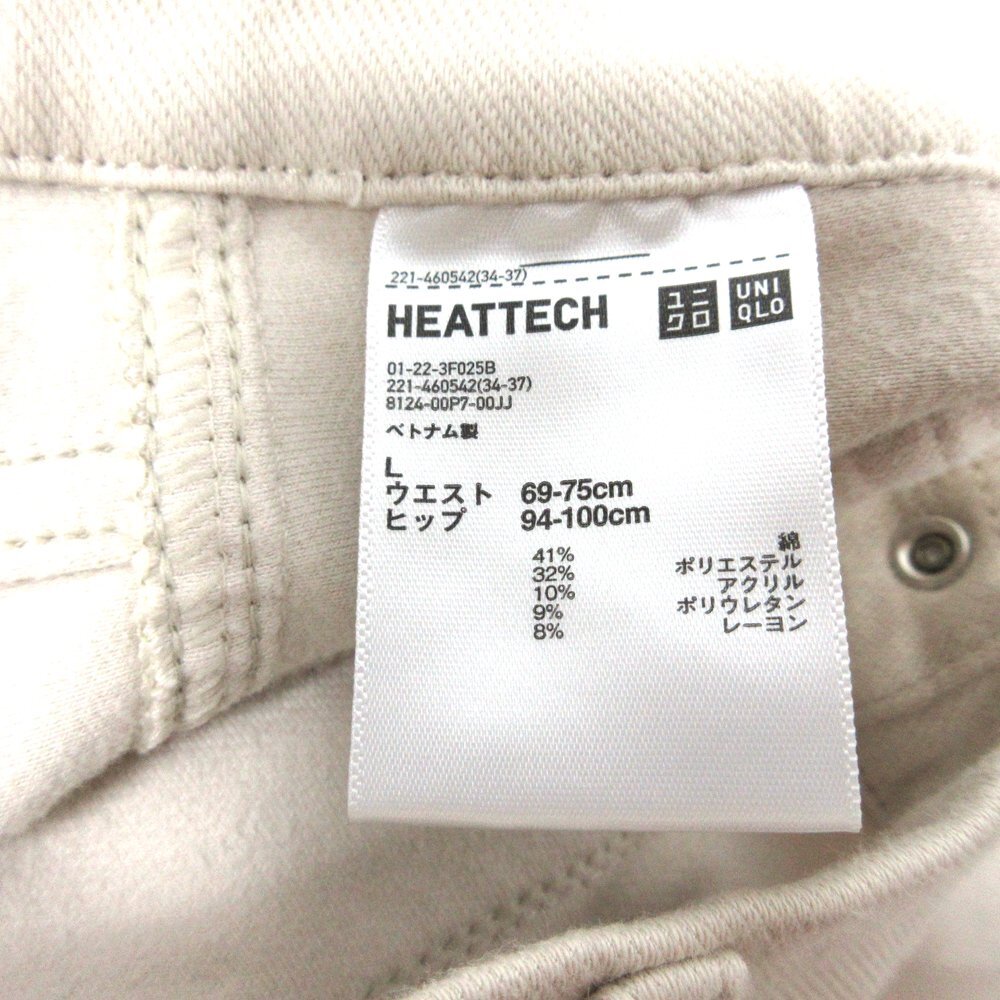 221-460542(34-37)
HEATTECH
ユニクロ
UNIQLO
01-22-3F025B
221-460542(34-37)
8124-00P7-00JJ
ベトナム製
L
ウエスト 69-75cm
ヒップ 94-100cm
41% 綿
32% ポリエステル
10% アクリル
9% ポリウレタン
8% レーヨン